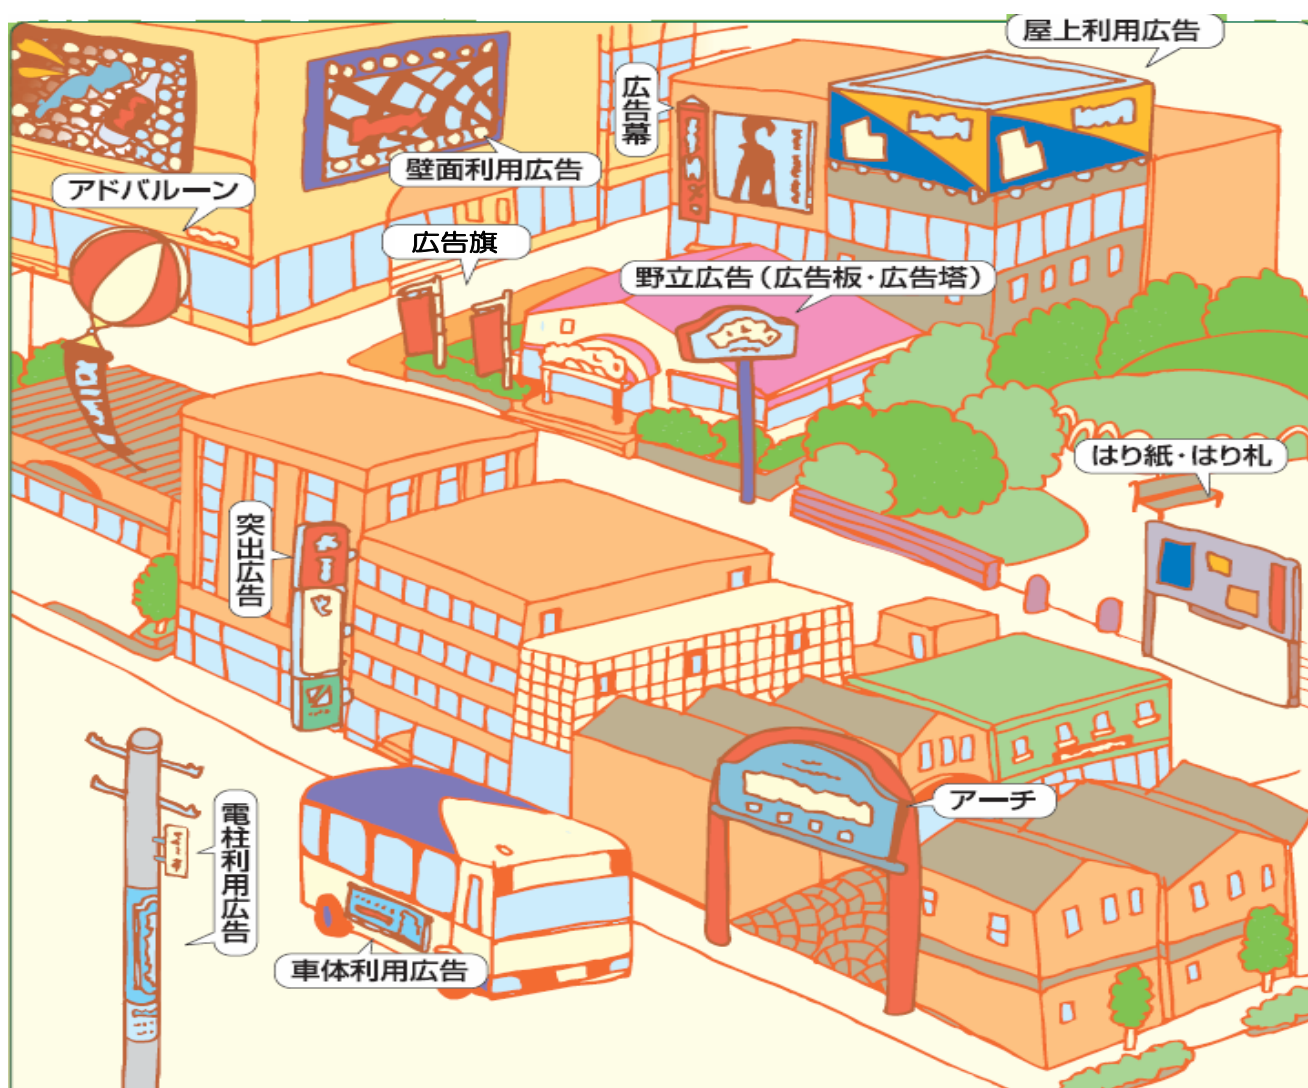 屋上利用広告
広告幕
壁面利用広告
アドバルーン
広告旗
野立広告(広告板・広告塔)
はり紙・はり札
突出広告
アーチ
電柱利用広告
車体利用広告